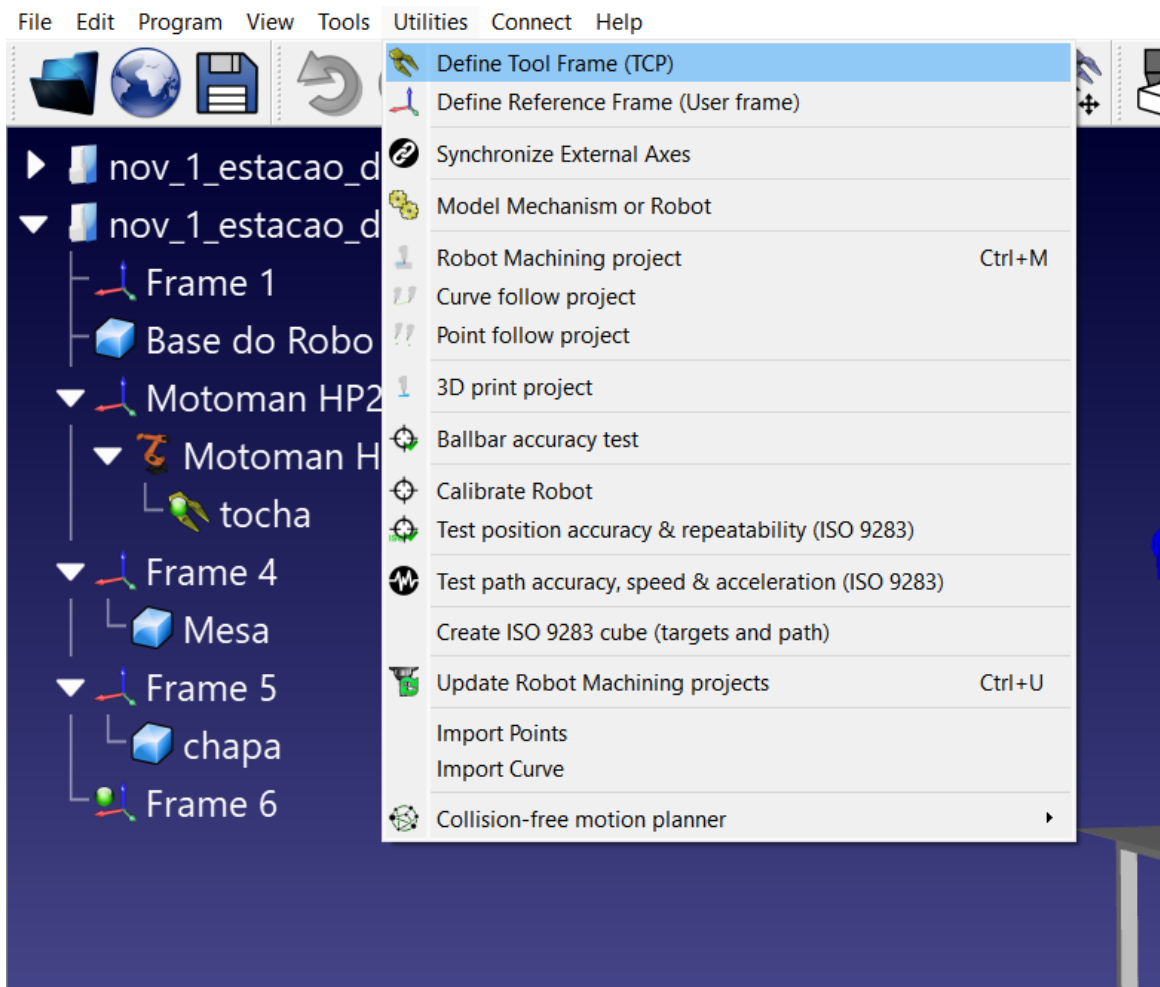 File Edit Program View Tools Utilities Connect Help
Define Tool Frame (TCP)
Define Reference Frame (User frame)
Synchronize External Axes
Model Mechanism or Robot
Robot Machining project Ctrl+M
Curve follow project
Point follow project
3D print project
Ballbar accuracy test
Calibrate Robot
Test position accuracy & repeatability (ISO 9283)
Test path accuracy, speed & acceleration (ISO 9283)
Create ISO 9283 cube (targets and path)
Update Robot Machining projects Ctrl+U
Import Points
Import Curve
Collision-free motion planner
nov_1_estacao_d
nov_1_estacao_d
Frame 1
Base do Robo
Motoman HP2
Motoman H
tocha
Frame 4
Mesa
Frame 5
chapa
Frame 6